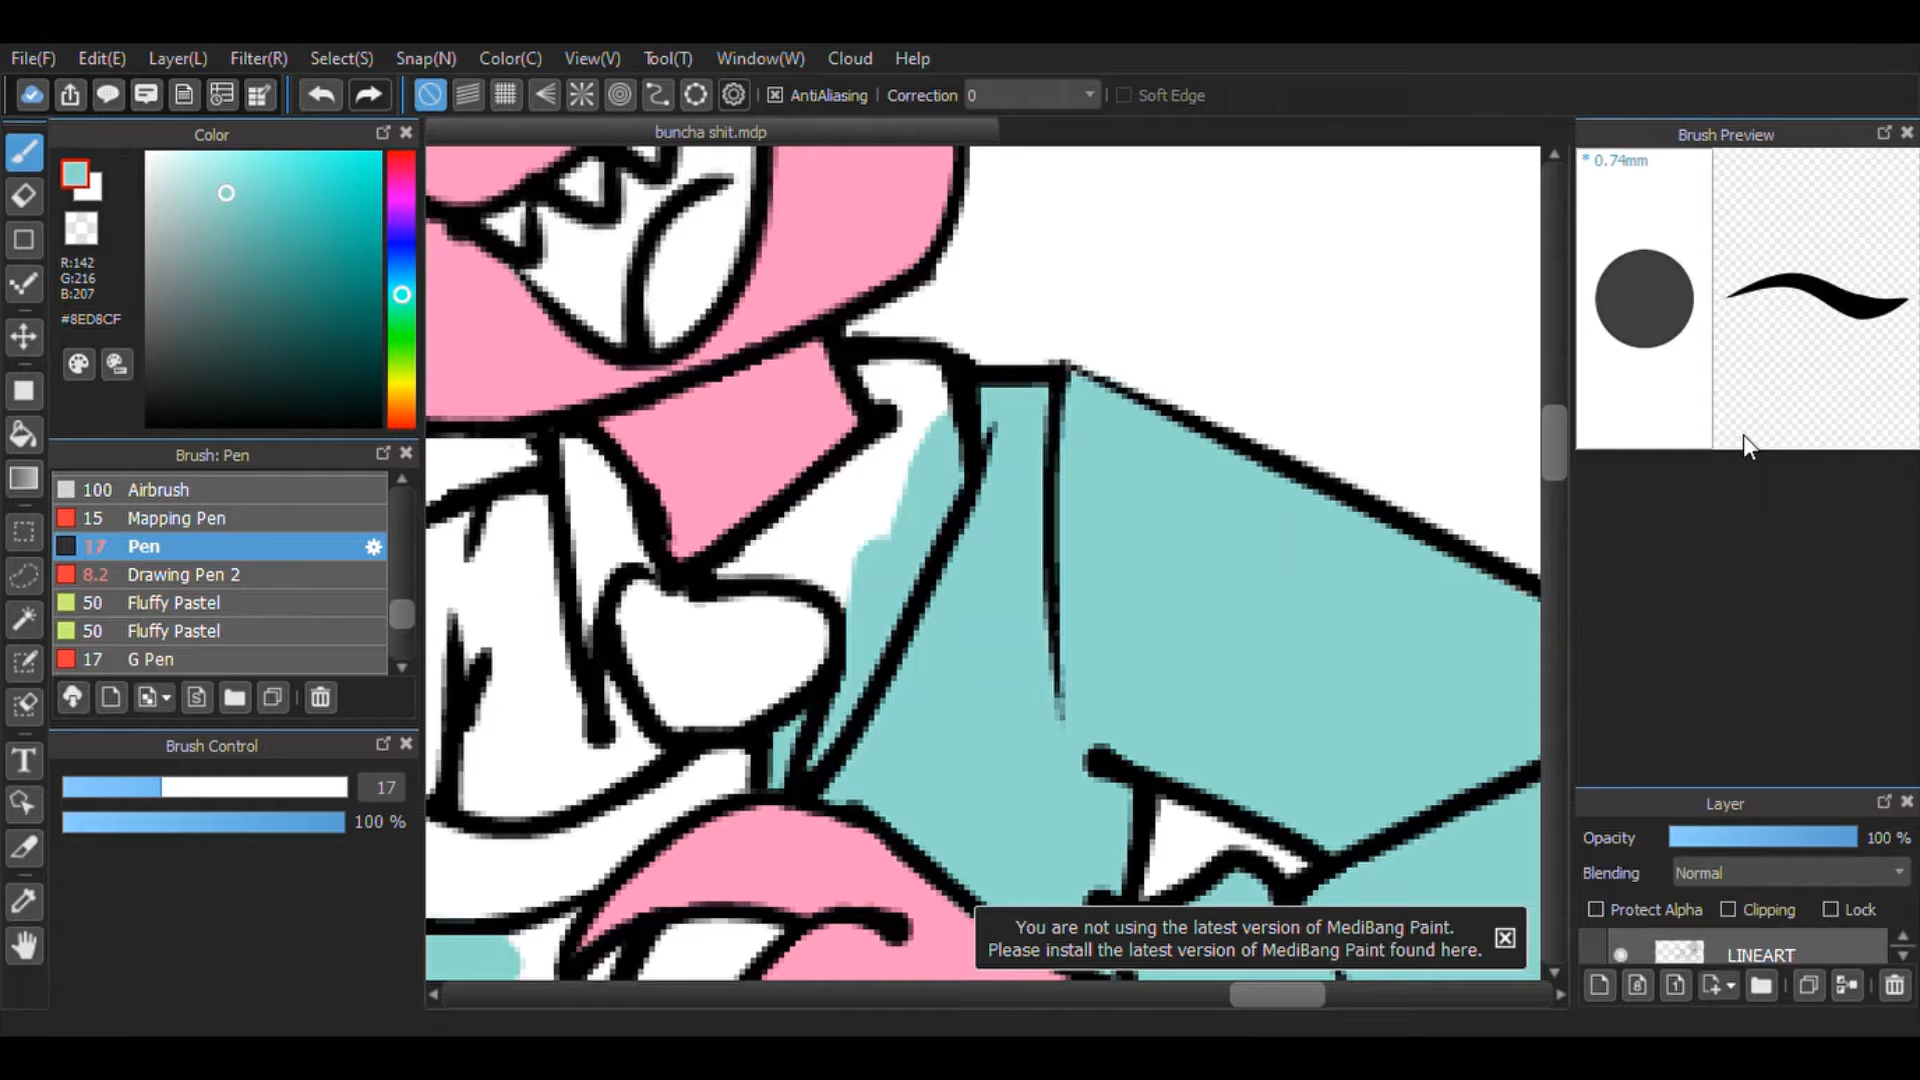 File(F) Edit(E) Layer(L) Filter(R) Select(S) Snap(N) Color(C) View(V) Tool(T) Window(W) Cloud Help
AntiAliasing Correction 0 Soft Edge
Color
buncha shit.mdp
Brush Preview
* 0.74mm
R:142
G:216
B:207
#8ED8CF
Brush: Pen
100 Airbrush
15 Mapping Pen
17 Pen
8.2 Drawing Pen 2
50 Fluffy Pastel
50 Fluffy Pastel
17 G Pen
Brush Control
17
100 %
Layer
Opacity 100 %
Blending Normal
Protect Alpha Clipping Lock
LINEART
You are not using the latest version of MediBang Paint.
Please install the latest version of MediBang Paint found here.